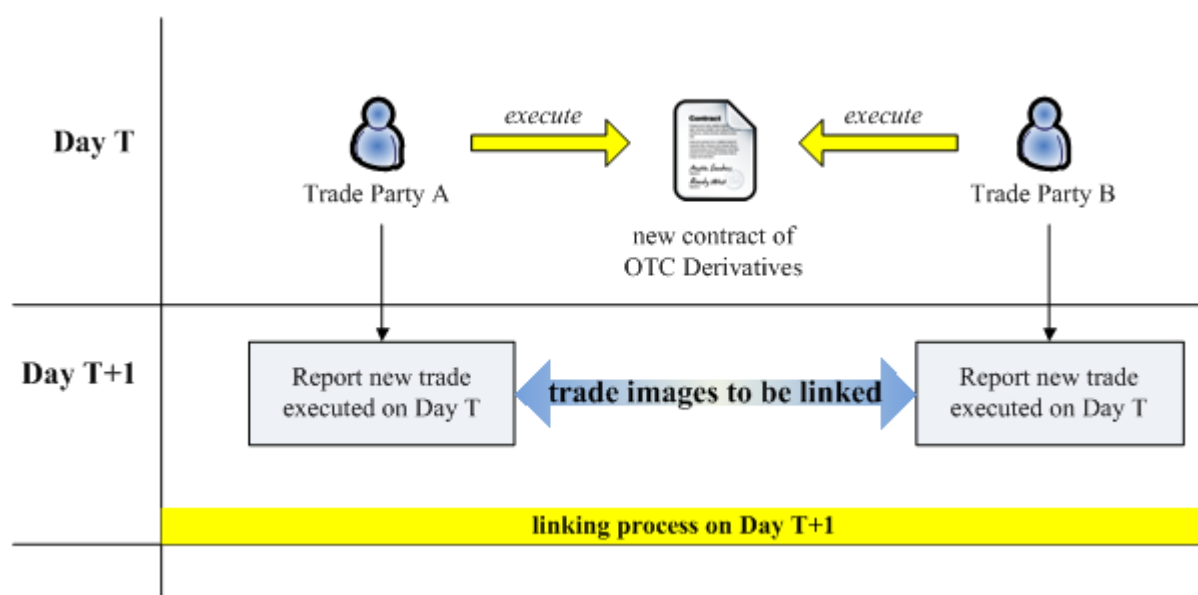 Day T
execute
execute
Contract
Trade Party A
Trade Party B
new contract of
OTC Derivatives
Day T+1
Report new trade
executed on Day T
trade images to be linked
Report new trade
executed on Day T
linking process on Day T+1